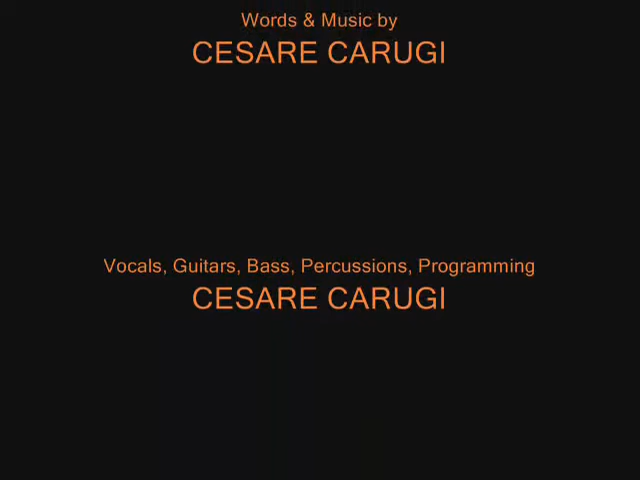 Words & Music by
CESARE CARUGI
Vocals, Guitars, Bass, Percussions, Programming
CESARE CARUGI